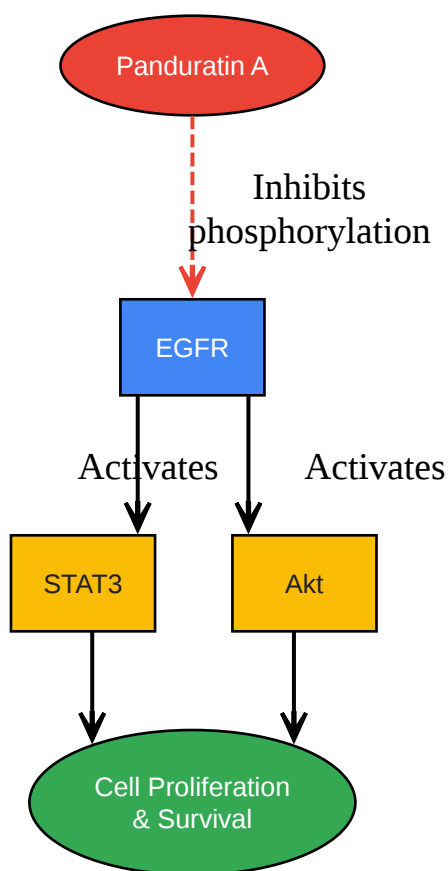 Panduratin A
Inhibits
phosphorylation
EGFR
Activates Activates
STAT3 Akt
Cell Proliferation
& Survival